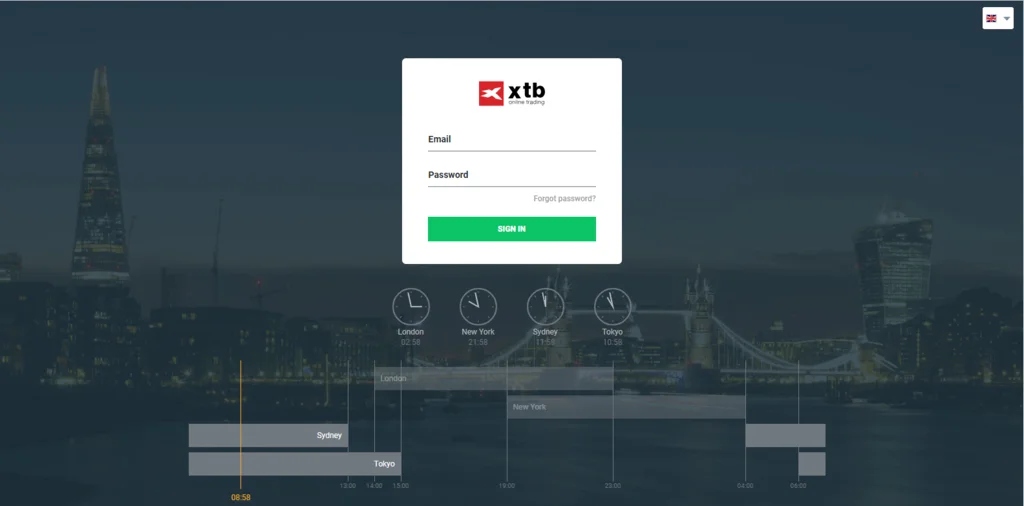 xtb
online trading
Email
Password
Forgot password?
SIGN IN
London
02:58
New York
21:58
Sydney
11:58
Tokyo
10:58
London
New York
Sydney
Tokyo
13:00
14:00
15:00
19:00
23:00
04:00
06:00
08:58